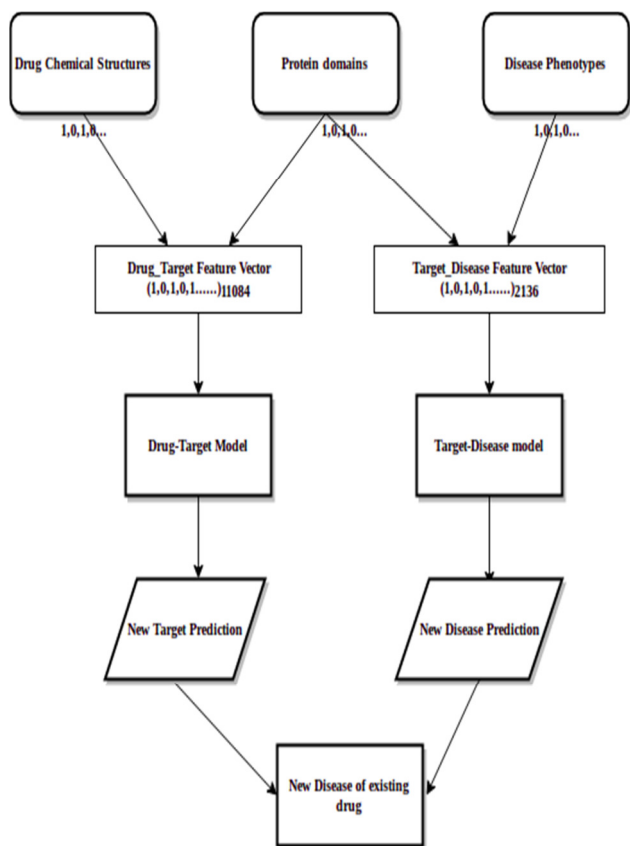 Drug Chemical Structures
Protein domains
Disease Phenotypes
1,0,1,0...
1,0,1,0...
1,0,1,0...
Drug_Target Feature Vector
(1,0,1,0,1......)11084
Target_Disease Feature Vector
(1,0,1,0,1......)2136
Drug-Target Model
Target-Disease model
New Target Prediction
New Disease Prediction
New Disease of existing
drug